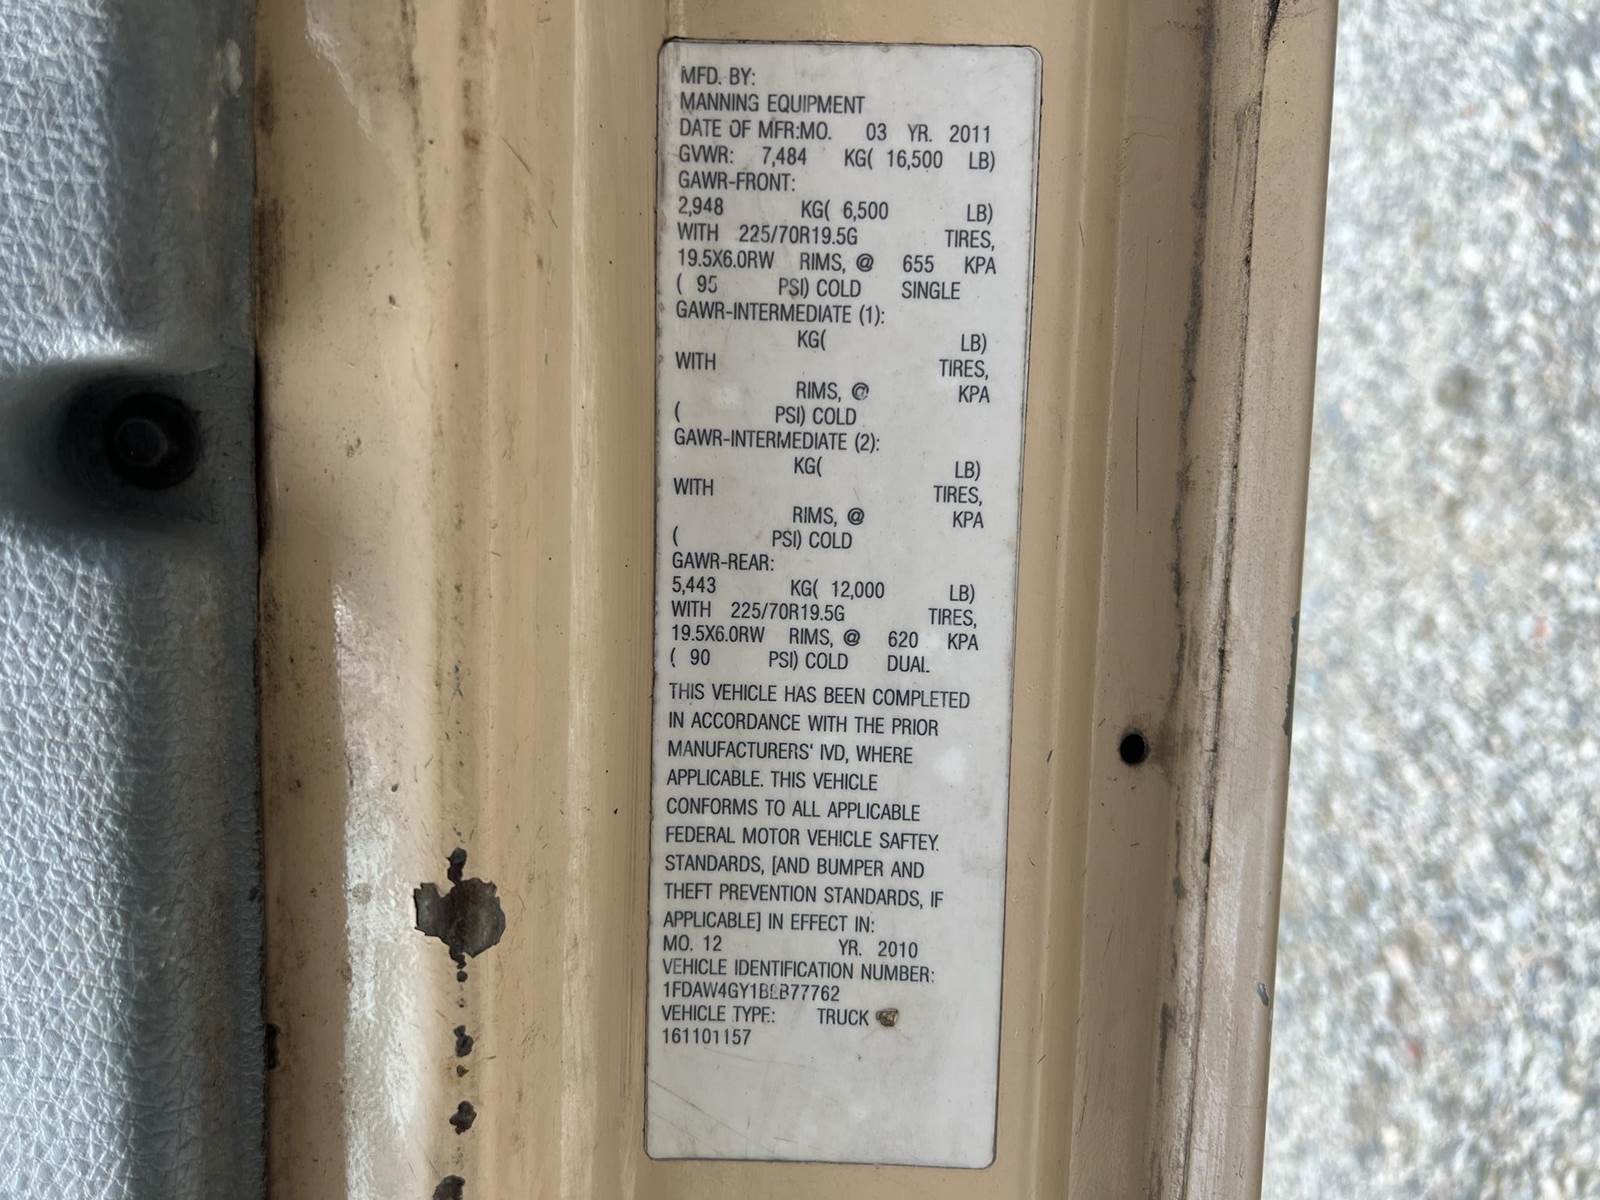 MFD. BY:
MANNING EQUIPMENT
DATE OF MFR:MO. 03 YR. 2011
GVWR: 7,484 KG( 16,500 LB)
GAWR-FRONT:
2,948 KG( 6,500 LB)
WITH 225/70R19.5G TIRES,
19.5X6.0RW RIMS, @ 655 KPA
( 95 PSI) COLD SINGLE
GAWR-INTERMEDIATE (1):
KG( LB)
WITH TIRES,
RIMS, @ KPA
( PSI) COLD
GAWR-INTERMEDIATE (2):
KG( LB)
WITH TIRES,
RIMS, @ KPA
( PSI) COLD
GAWR-REAR:
5,443 KG( 12,000 LB)
WITH 225/70R19.5G TIRES,
19.5X6.0RW RIMS, @ 620 KPA
( 90 PSI) COLD DUAL
THIS VEHICLE HAS BEEN COMPLETED
IN ACCORDANCE WITH THE PRIOR
MANUFACTURERS' IVD, WHERE
APPLICABLE. THIS VEHICLE
CONFORMS TO ALL APPLICABLE
FEDERAL MOTOR VEHICLE SAFTEY.
STANDARDS, [AND BUMPER AND
THEFT PREVENTION STANDARDS, IF
APPLICABLE] IN EFFECT IN:
MO. 12 YR. 2010
VEHICLE IDENTIFICATION NUMBER:
VEHICLE TYPE: TRUCK
161101157